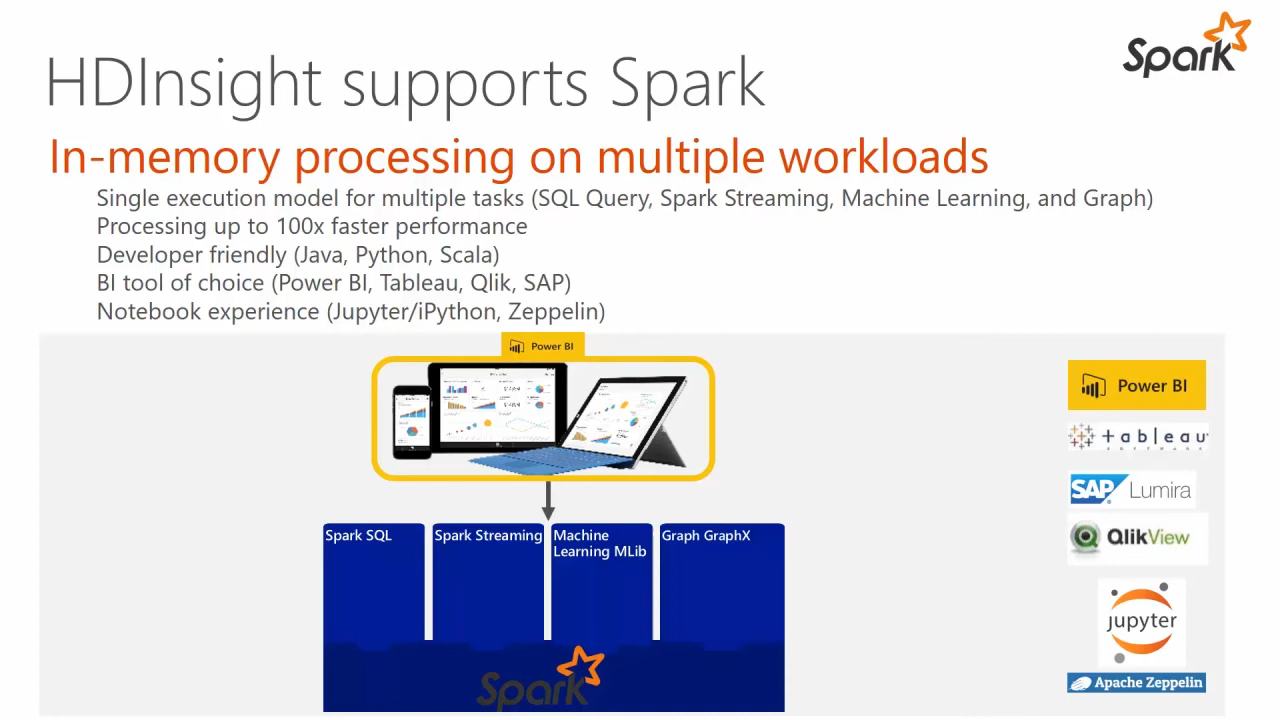 Spark
HDInsight supports Spark
In-memory processing on multiple workloads
Single execution model for multiple tasks (SQL Query, Spark Streaming, Machine Learning, and Graph)
Processing up to 100x faster performance
Developer friendly (Java, Python, Scala)
BI tool of choice (Power BI, Tableau, Qlik, SAP)
Notebook experience (Jupyter/iPython, Zeppelin)
Power BI
Spark SQL
Spark Streaming
Machine
Learning MLib
Graph GraphX
Spark
Power BI
tableau
SAP Lumira
QlikView
jupyter
Apache Zeppelin